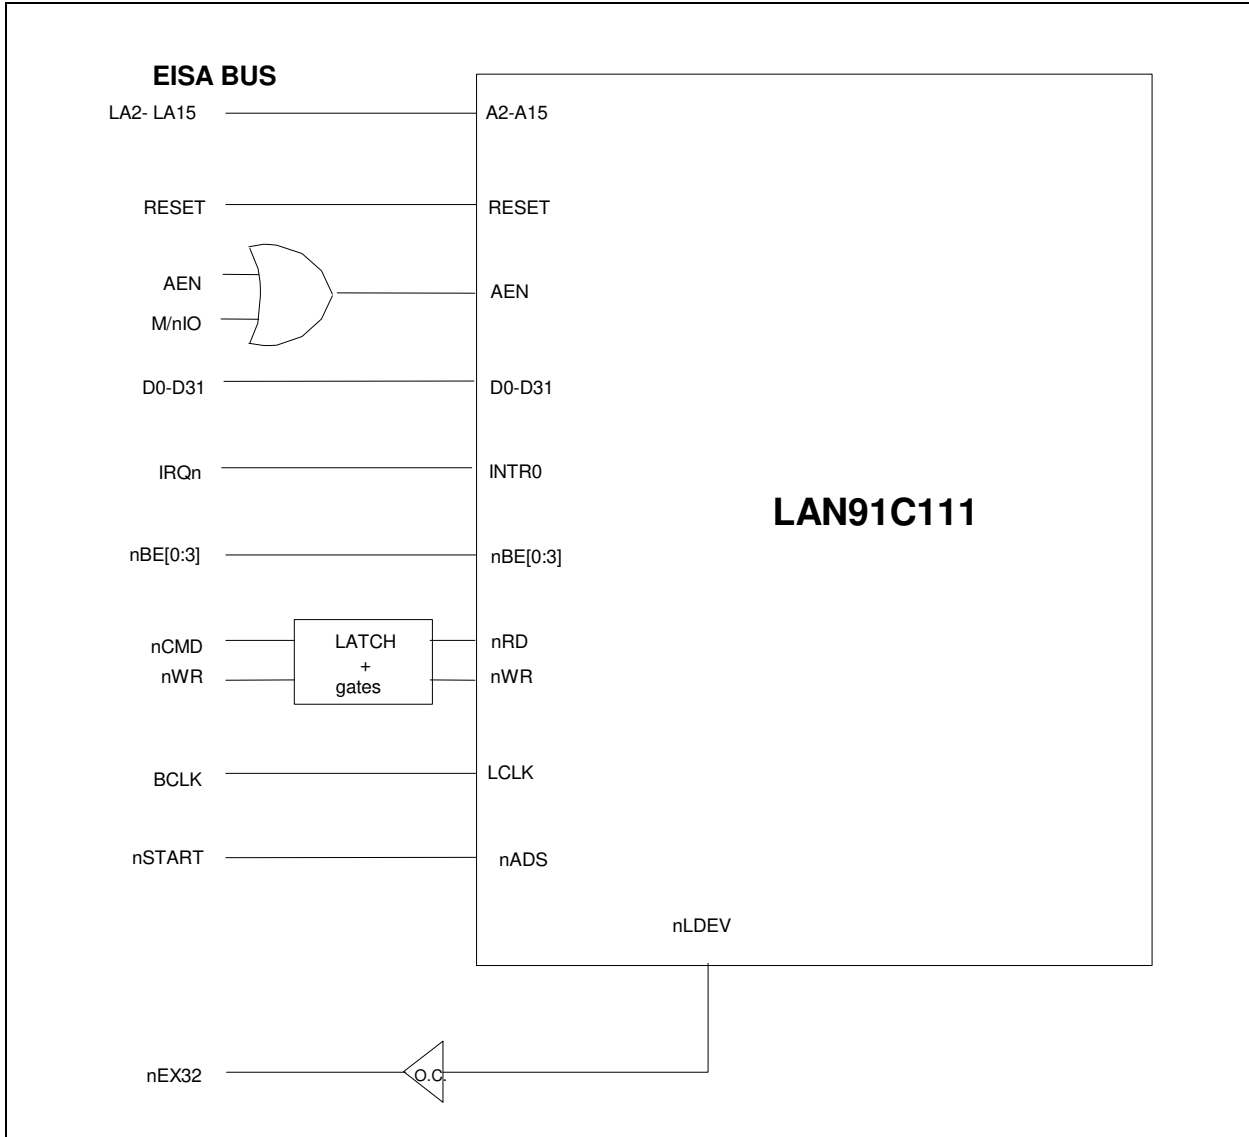 EISA BUS
LA2- LA15
A2-A15
RESET
RESET
AEN
M/nIO
AEN
D0-D31
D0-D31
IRQn
INTR0
LAN91C111
nBE[0:3]
nBE[0:3]
nCMD
nWR
LATCH
+
gates
nRD
nWR
BCLK
LCLK
nSTART
nADS
nLDEV
nEX32
O.C.